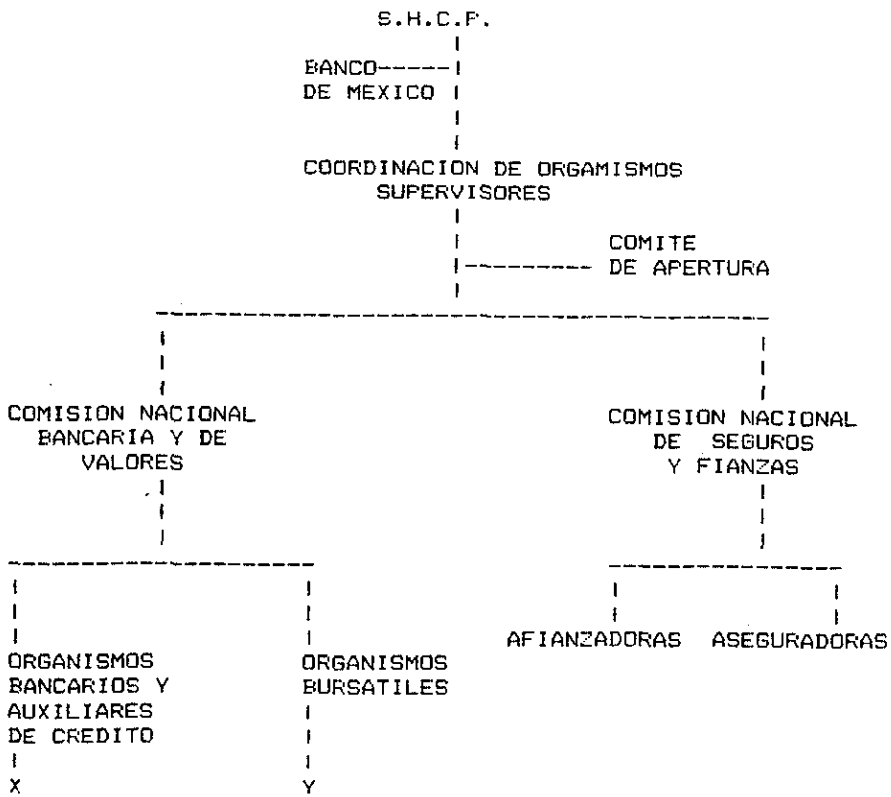 S.H.C.P.
BANCO
DE MEXICO
COORDINACION DE ORGAMISMOS
SUPERVISORES
COMITE
DE APERTURA
COMISION NACIONAL
BANCARIA Y DE
VALORES
COMISION NACIONAL
DE SEGUROS
Y FIANZAS
ORGANISMOS
BANCARIOS Y
AUXILIARES
DE CREDITO
X
ORGANISMOS
BURSATILES
Y
AFIANZADORAS
ASEGURADORAS